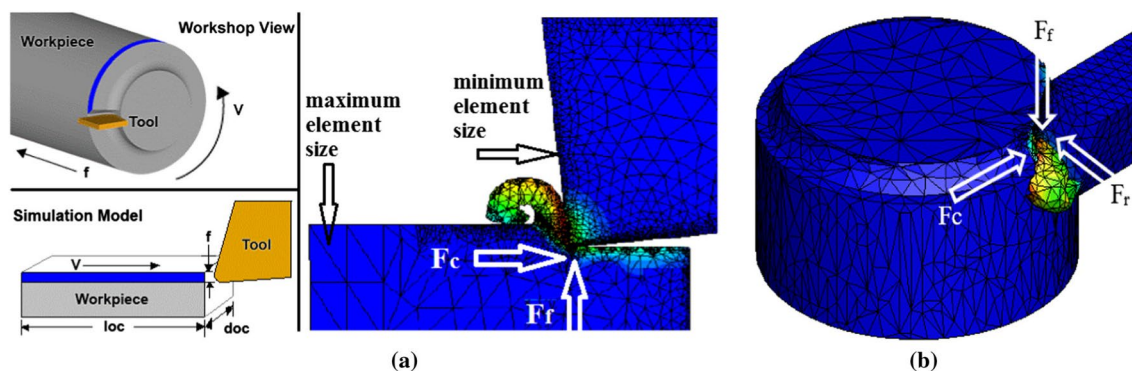 Workpiece
Workshop View
Tool
V
f
Simulation Model
f
Tool
V
Workpiece
loc
doc
maximum
element
size
minimum
element
size
Fc
Ff
(a)
Ff
Fc
Fr
(b)